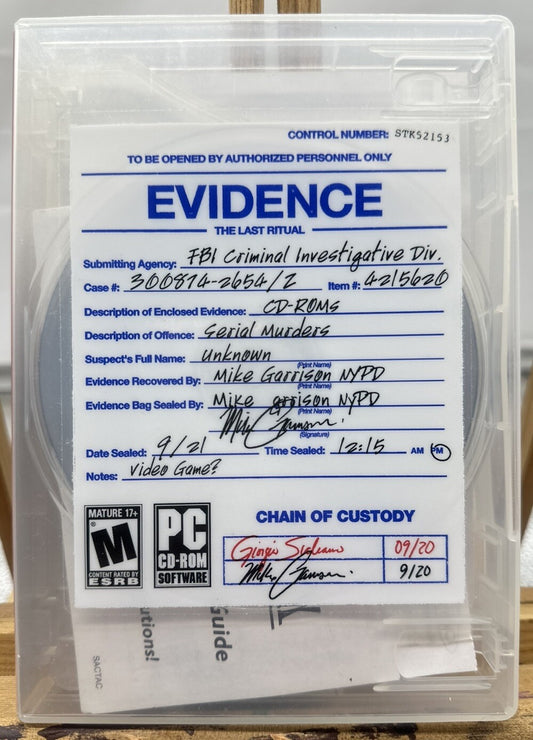 CONTROL NUMBER: STK52153
TO BE OPENED BY AUTHORIZED PERSONNEL ONLY
EVIDENCE
THE LAST RITUAL
Submitting Agency: FBI Criminal Investigative Div.
Case #: 300874-2654/2 Item #: 4215620
Description of Enclosed Evidence: CD-ROMs
Description of Offence: Serial Murders
Suspect's Full Name: Unknown
(Print Name)
Evidence Recovered By: Mike Garrison NYPD
(Print Name)
Evidence Bag Sealed By: Mike arrison NYPD
(Print Name)
(Signature)
Date Sealed: 9/21 Time Sealed: 12:15 AM PM
Notes: Video Game?
MATURE 17+
M
CONTENT RATED BY
ESRB
PC
CD-ROM
SOFTWARE
CHAIN OF CUSTODY
09/20
9/20
Guide
utions!
SACTAC